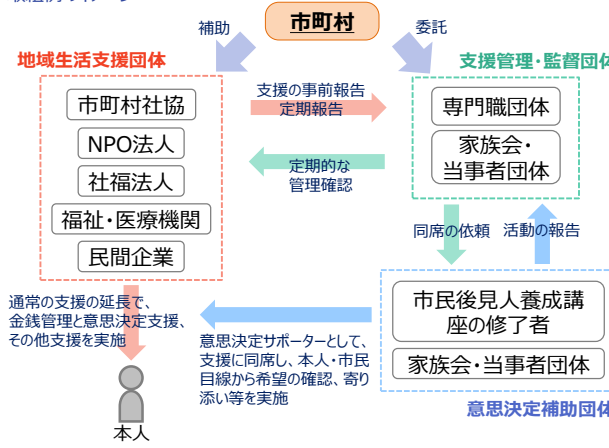 市町村
補助
委託
地域生活支援団体
支援管理・監督団体
市町村社協
NPO法人
社福法人
福祉・医療機関
民間企業
支援の事前報告
定期報告
定期的な
管理確認
専門職団体
家族会・
当事者団体
同席の依頼
活動の報告
通常の支援の延長で、
金銭管理と意思決定支援、
その他支援を実施
意思決定サポーターとして、
支援に同席し、本人・市民
目線から希望の確認、寄り
添い等を実施
市民後見人養成講
座の修了者
家族会・当事者団体
意思決定補助団体
本人